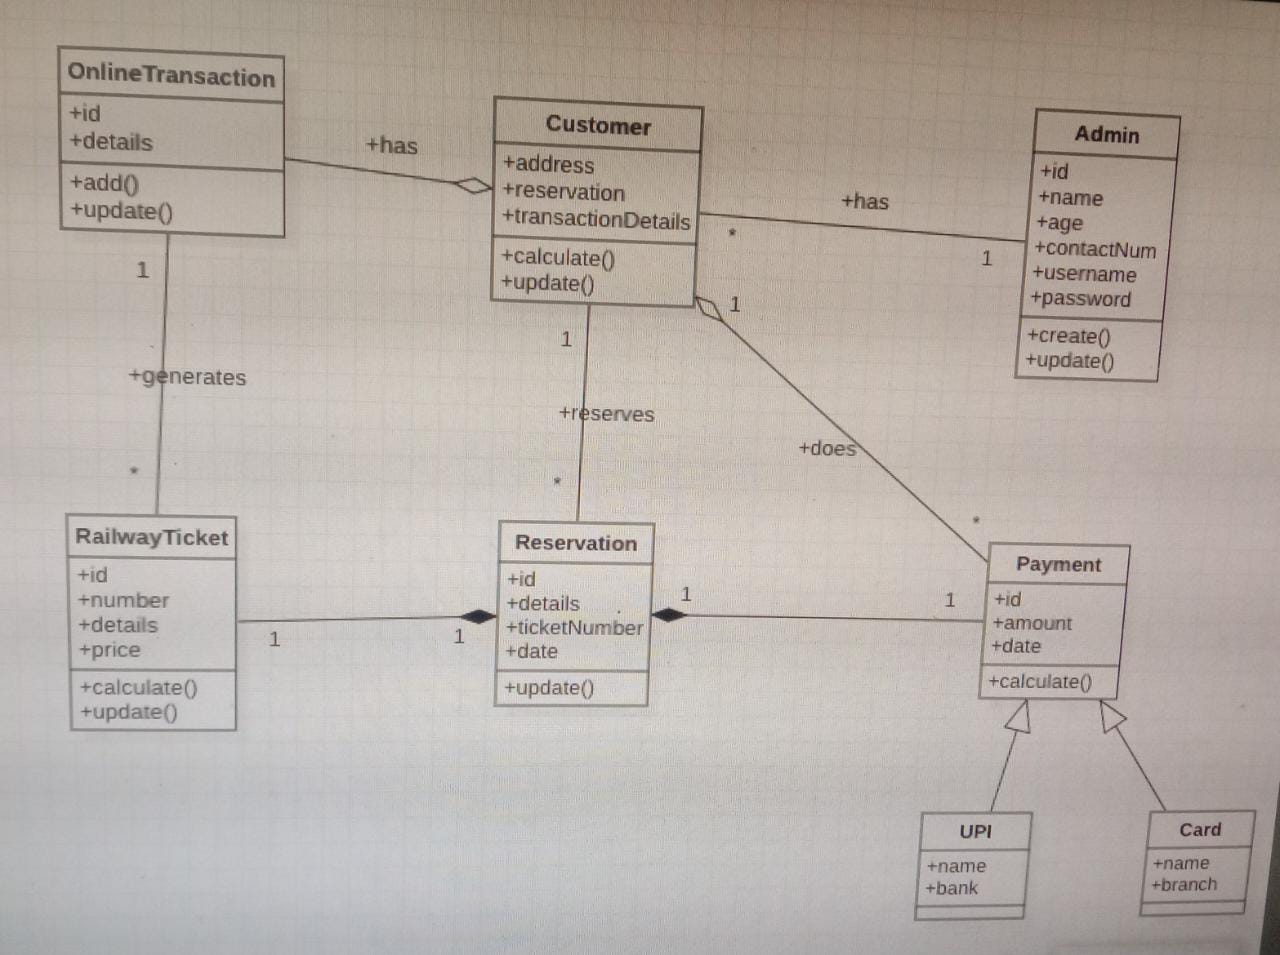 OnlineTransaction
+id
+details
+add()
+update()
+has
Customer
+address
+reservation
+transactionDetails
+calculate()
+update()
+has
*
1
Admin
+id
+name
+age
+contactNum
+username
+password
+create()
+update()
1
+generates
*
1
+reserves
*
1
+does
*
RailwayTicket
+id
+number
+details
+price
+calculate()
+update()
1
1
Reservation
+id
+details
+ticketNumber
+date
+update()
1
1
Payment
+id
+amount
+date
+calculate()
UPI
+name
+bank
Card
+name
+branch